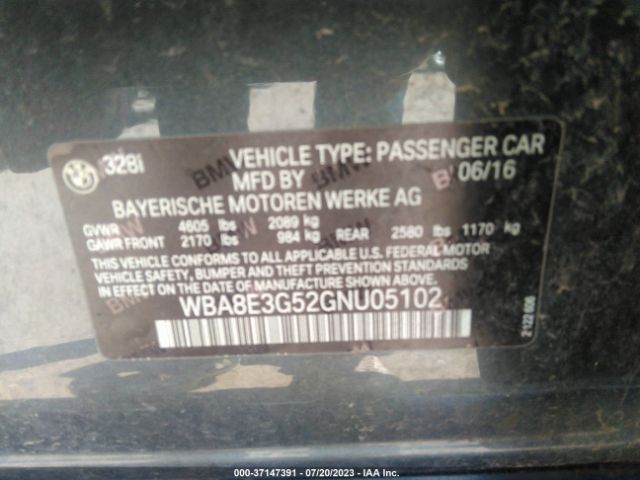 BMW 328i VEHICLE TYPE: PASSENGER CAR
MFD BY 06/16
BAYERISCHE MOTOREN WERKE AG
GVWR 4605 lbs 2089 kg
GAWR FRONT 2170 lbs 984 kg REAR 2580 lbs 1170 kg
THIS VEHICLE CONFORMS TO ALL APPLICABLE U.S. FEDERAL MOTOR
VEHICLE SAFETY, BUMPER AND THEFT PREVENTION STANDARDS
IN EFFECT ON THE DATE OF MANUFACTURE SHOWN ABOVE.
WBA8E3G52GNU05102
000-37147391 - 07/20/2023 - IAA Inc.